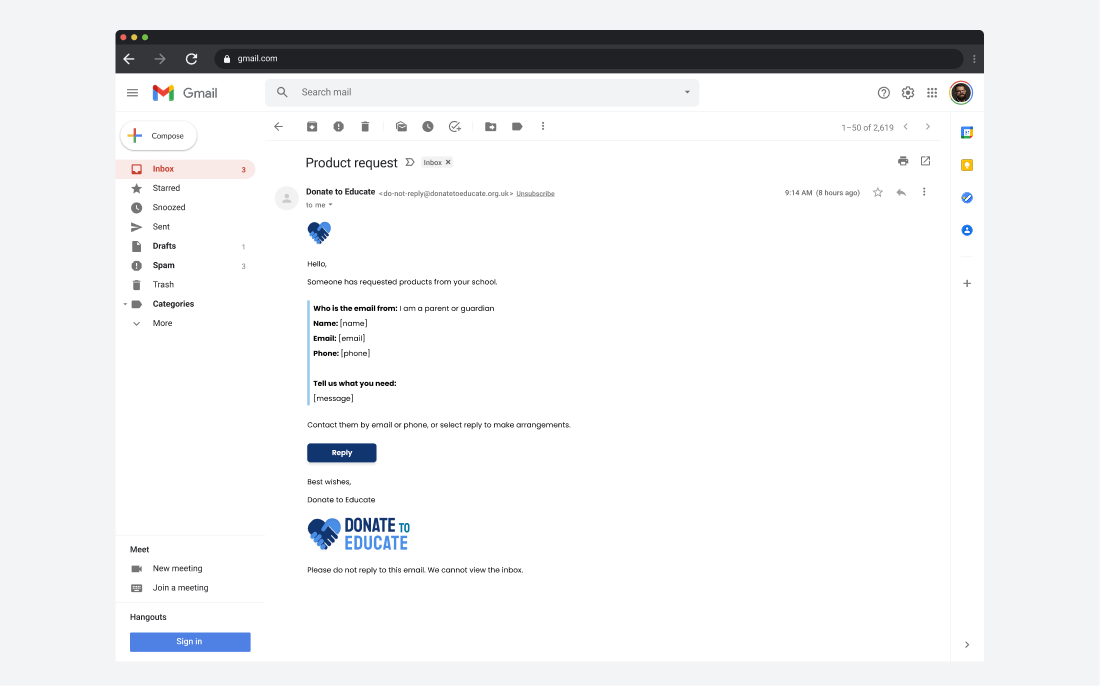 gmail.com
Gmail
Search mail
Compose
1–50 of 2,619
Inbox 3
Starred
Snoozed
Sent
Drafts 1
Spam 3
Trash
Categories
More
Product request Inbox
Donate to Educate <do-not-reply@donatetoeducate.org.uk> Unsubscribe
9:14 AM (8 hours ago)
to me
Hello,
Someone has requested products from your school.
Who is the email from: I am a parent or guardian
Name: [name]
Email: [email]
Phone: [phone]
Tell us what you need:
[message]
Contact them by email or phone, or select reply to make arrangements.
Reply
Best wishes,
Donate to Educate
DONATE TO
EDUCATE
Please do not reply to this email. We cannot view the inbox.
Meet
New meeting
Join a meeting
Hangouts
Sign in